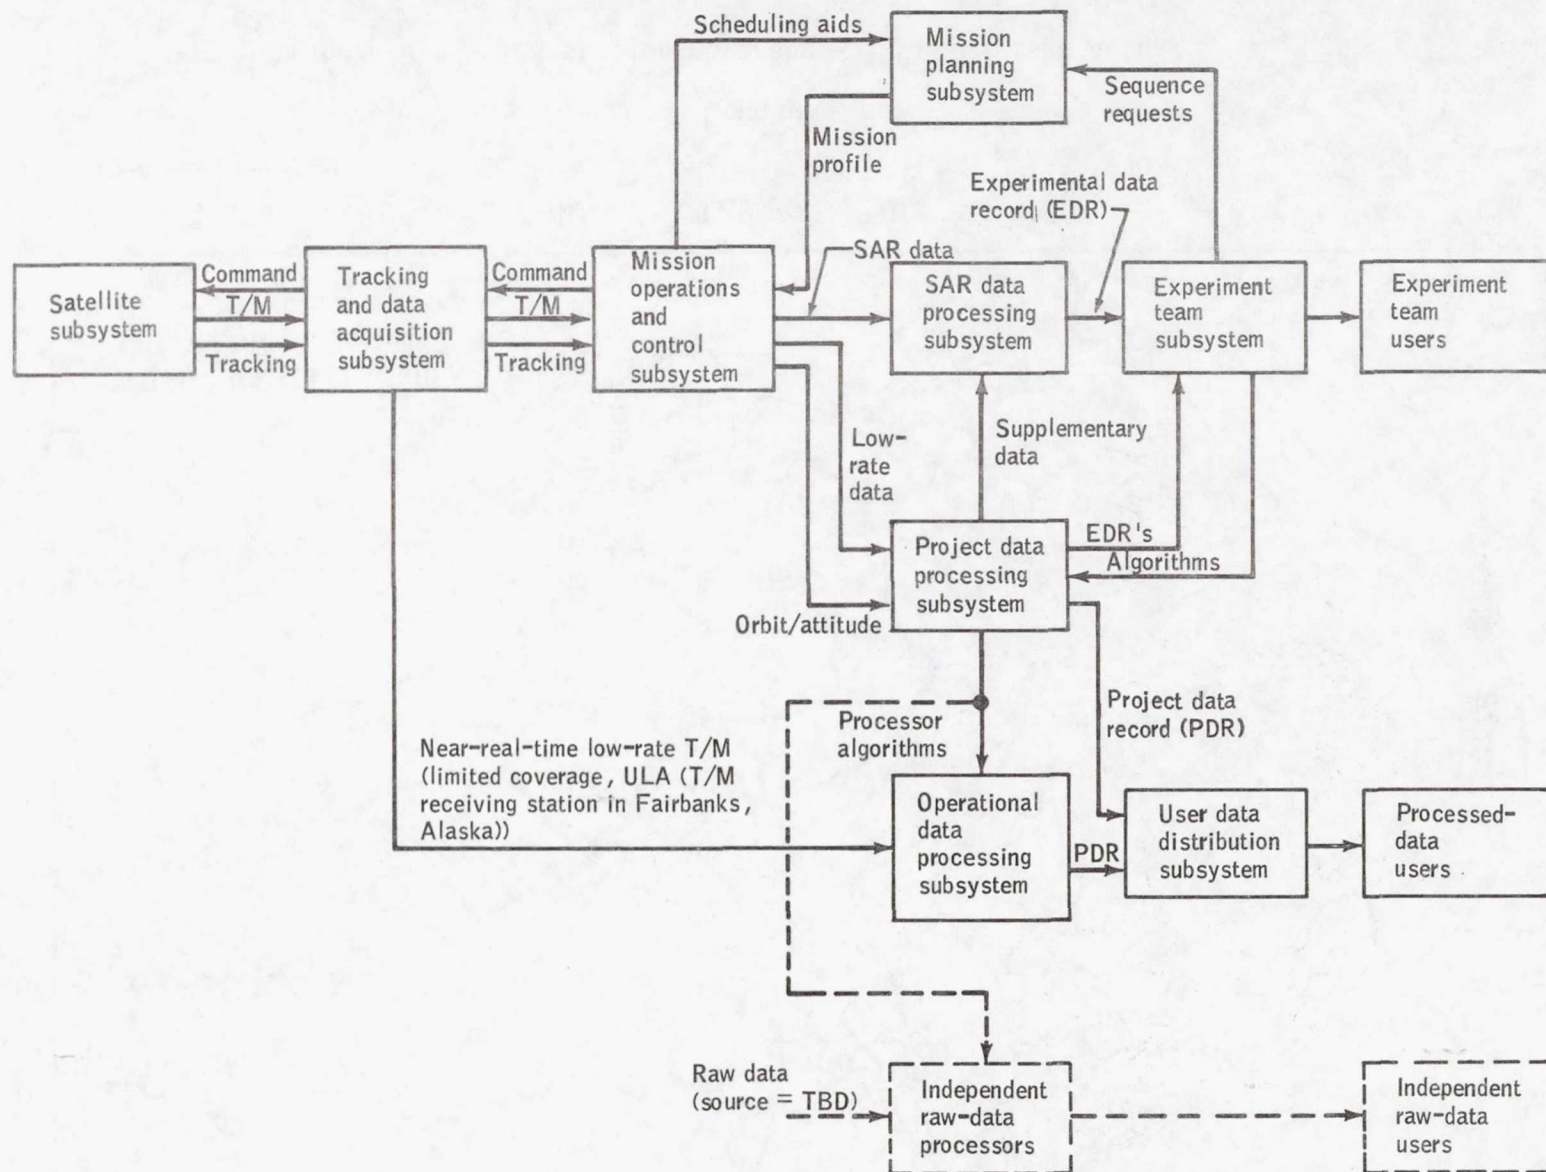 Scheduling aids
Mission
planning
subsystem
Sequence
requests
Mission
profile
Experimental data
record (EDR)
SAR data
Satellite
subsystem
Command
T/M
Tracking
Tracking
and data
acquisition
subsystem
Command
T/M
Tracking
Mission
operations
and
control
subsystem
SAR data
processing
subsystem
Experiment
team
subsystem
Experiment
team
users
Low-
rate
data
Supplementary
data
Project data
processing
subsystem
EDR's
Algorithms
Orbit/attitude
Processor
algorithms
Project data
record (PDR)
Near-real-time low-rate T/M
(limited coverage, ULA (T/M
receiving station in Fairbanks,
Alaska))
Operational
data
processing
subsystem
PDR
User data
distribution
subsystem
Processed-
data
users
Raw data
(source = TBD)
Independent
raw-data
processors
Independent
raw-data
users